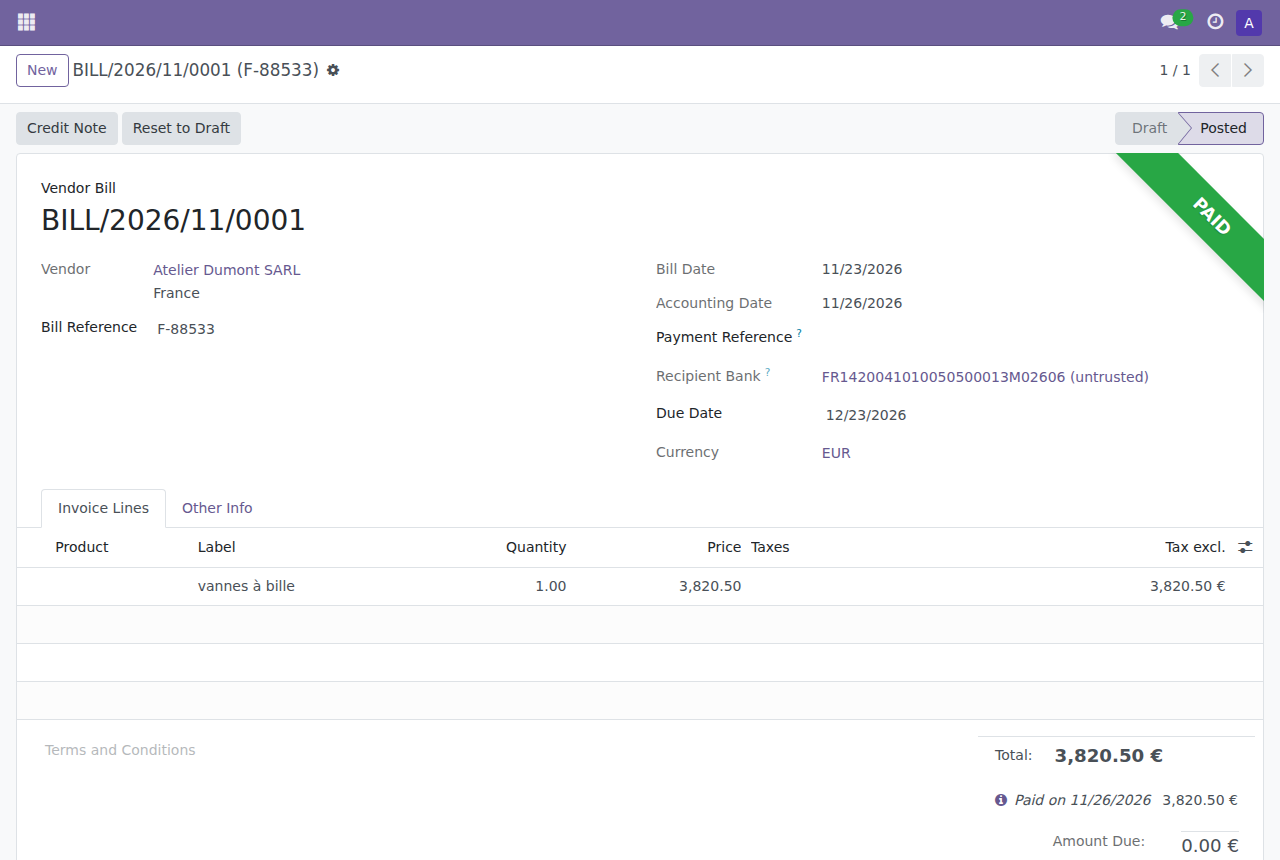 2
A
New
BILL/2026/11/0001 (F-88533)
1 / 1
Credit Note
Reset to Draft
Draft
Posted
PAID
Vendor Bill
BILL/2026/11/0001
Vendor
Atelier Dumont SARL
France
Bill Reference
F-88533
Bill Date
11/23/2026
Accounting Date
11/26/2026
Payment Reference ?
Recipient Bank ?
FR1420041010050500013M02606 (untrusted)
Due Date
12/23/2026
Currency
EUR
Invoice Lines
Other Info
Product Label Quantity Price Taxes Tax excl.
vannes à bille 1.00 3,820.50 3,820.50 €
Terms and Conditions
Total: 3,820.50 €
Paid on 11/26/2026 3,820.50 €
Amount Due: 0.00 €